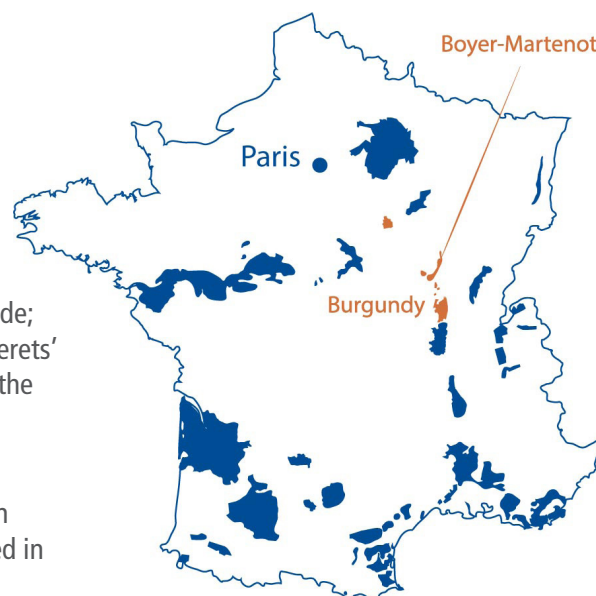 Boyer-Martenot
Paris
Burgundy
de;
erets’
the
n
ed in